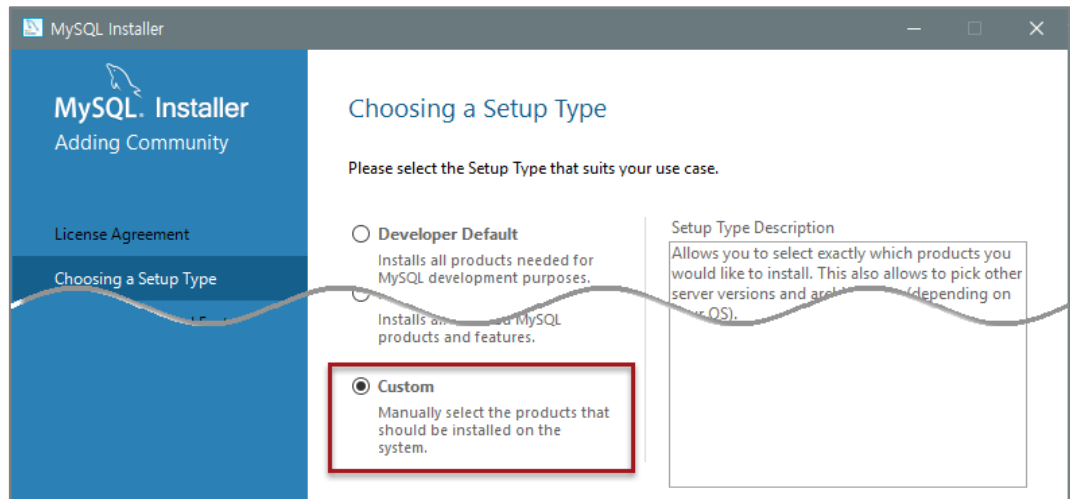 MySQL Installer
MySQL. Installer
Adding Community
License Agreement
Choosing a Setup Type
Choosing a Setup Type
Please select the Setup Type that suits your use case.
Developer Default
Installs all products needed for
MySQL development purposes.
Installs MySQL
products and features.
Custom
Manually select the products that
should be installed on the
system.
Setup Type Description
Allows you to select exactly which products you
would like to install. This also allows to pick other
server versions and (depending on
OS).